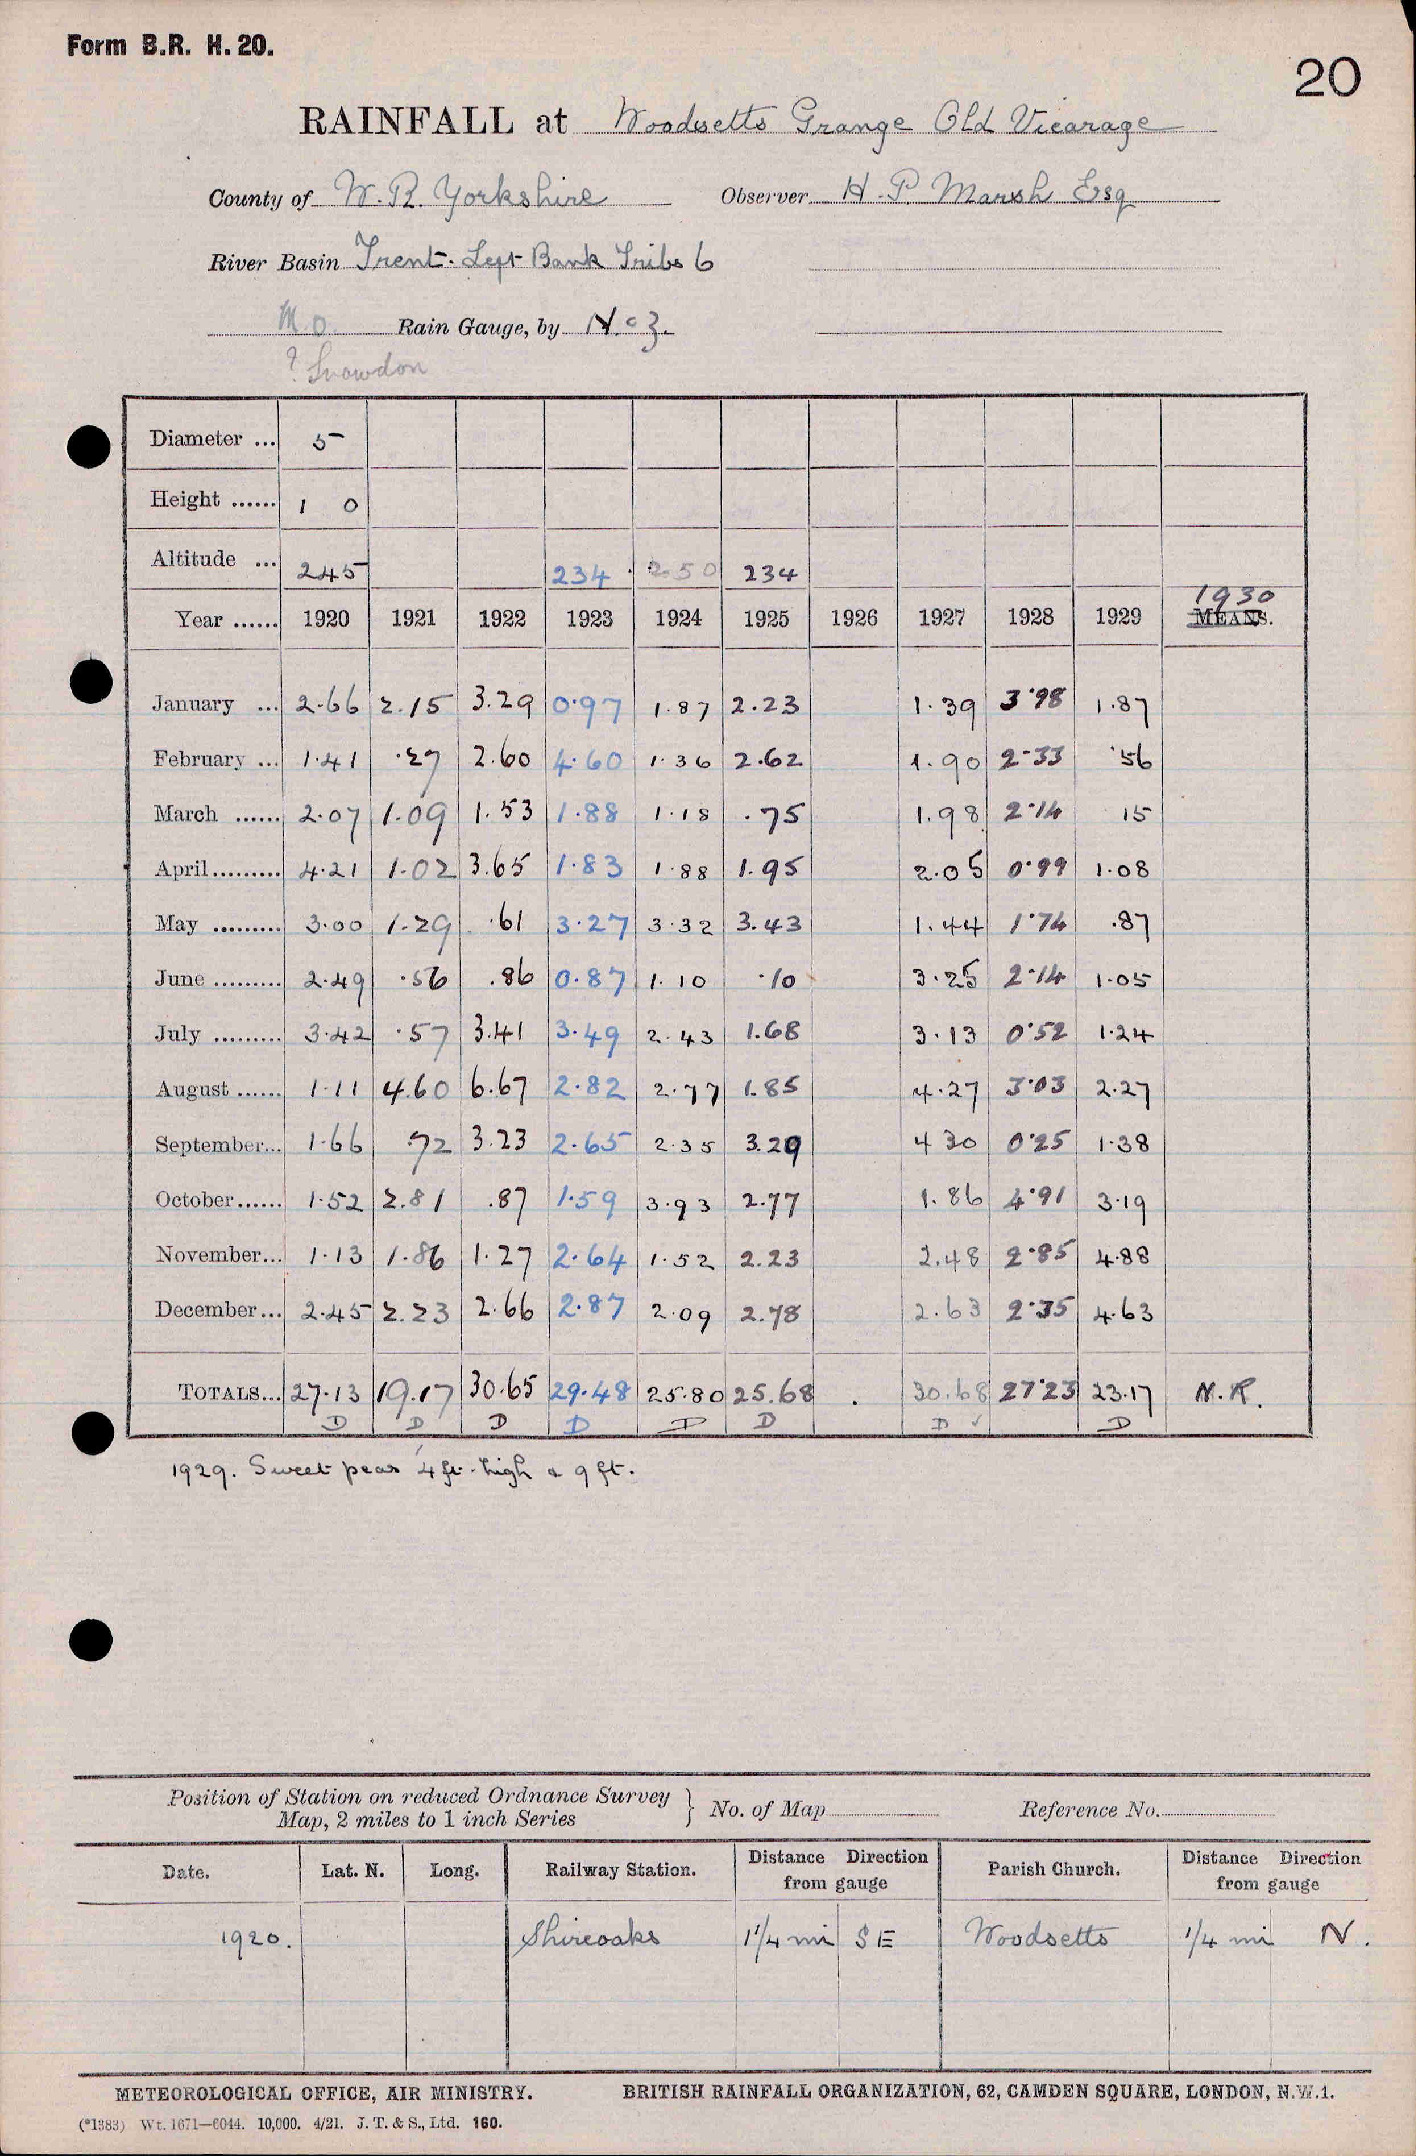 Form B.R. H. 20.
20
RAINFALL at Woodsetts Grange Old Vicarage
County of W.R. Yorkshire Observer H. P. Marsh Esq
River Basin Trent. Left Bank Tribs 6
M.O. Rain Gauge, by N.&Z.
? Snowdon
Diameter ... 5
Height ...... 1 0
Altitude ... 245 234 250 234
Year ...... 1920 1921 1922 1923 1924 1925 1926 1927 1928 1929 1930 MEANS.
January ... 2.66 2.15 3.29 0.97 1.87 2.23 1.39 3.98 1.87
February ... 1.41 .27 2.60 4.60 1.36 2.62 1.90 2.33 .56
March ...... 2.07 1.09 1.53 1.88 1.18 .75 1.98 2.14 15
April......... 4.21 1.02 3.65 1.83 1.88 1.95 2.05 0.99 1.08
May ......... 3.00 1.29 .61 3.27 3.32 3.43 1.44 1.74 .87
June ......... 2.49 .56 .86 0.87 1.10 .10 3.25 2.14 1.05
July ......... 3.42 .57 3.41 3.49 2.43 1.68 3.13 0.52 1.24
August ...... 1.11 4.60 6.67 2.82 2.77 1.85 4.27 3.03 2.27
September... 1.66 .72 3.23 2.65 2.35 3.29 4 30 0.25 1.38
October...... 1.52 2.81 .87 1.59 3.93 2.77 1.86 4.91 3.19
November... 1.13 1.86 1.27 2.64 1.52 2.23 2.48 2.85 4.88
December... 2.45 2.23 2.66 2.87 2.09 2.78 2.63 2.35 4.63
TOTALS... 27.13 19.17 30.65 29.48 25.80 25.68 . 30.68 27.23 23.17 N.R.
D D D D D D D ✓ D
1929. Sweet peas 4 ft. high & 9 ft.
Position of Station on reduced Ordnance Survey } No. of Map Reference No.
Map, 2 miles to 1 inch Series
Date. Lat. N. Long. Railway Station. Distance Direction Parish Church. Distance Direction
from gauge from gauge
1920. Shireoaks 1 1/4 mi SE Woodsetts 1/4 mi N.
METEOROLOGICAL OFFICE, AIR MINISTRY. BRITISH RAINFALL ORGANIZATION, 62, CAMDEN SQUARE, LONDON, N.W.1.
(*1383) Wt. 1671—6044. 10,000. 4/21. J. T. & S., Ltd. 160.